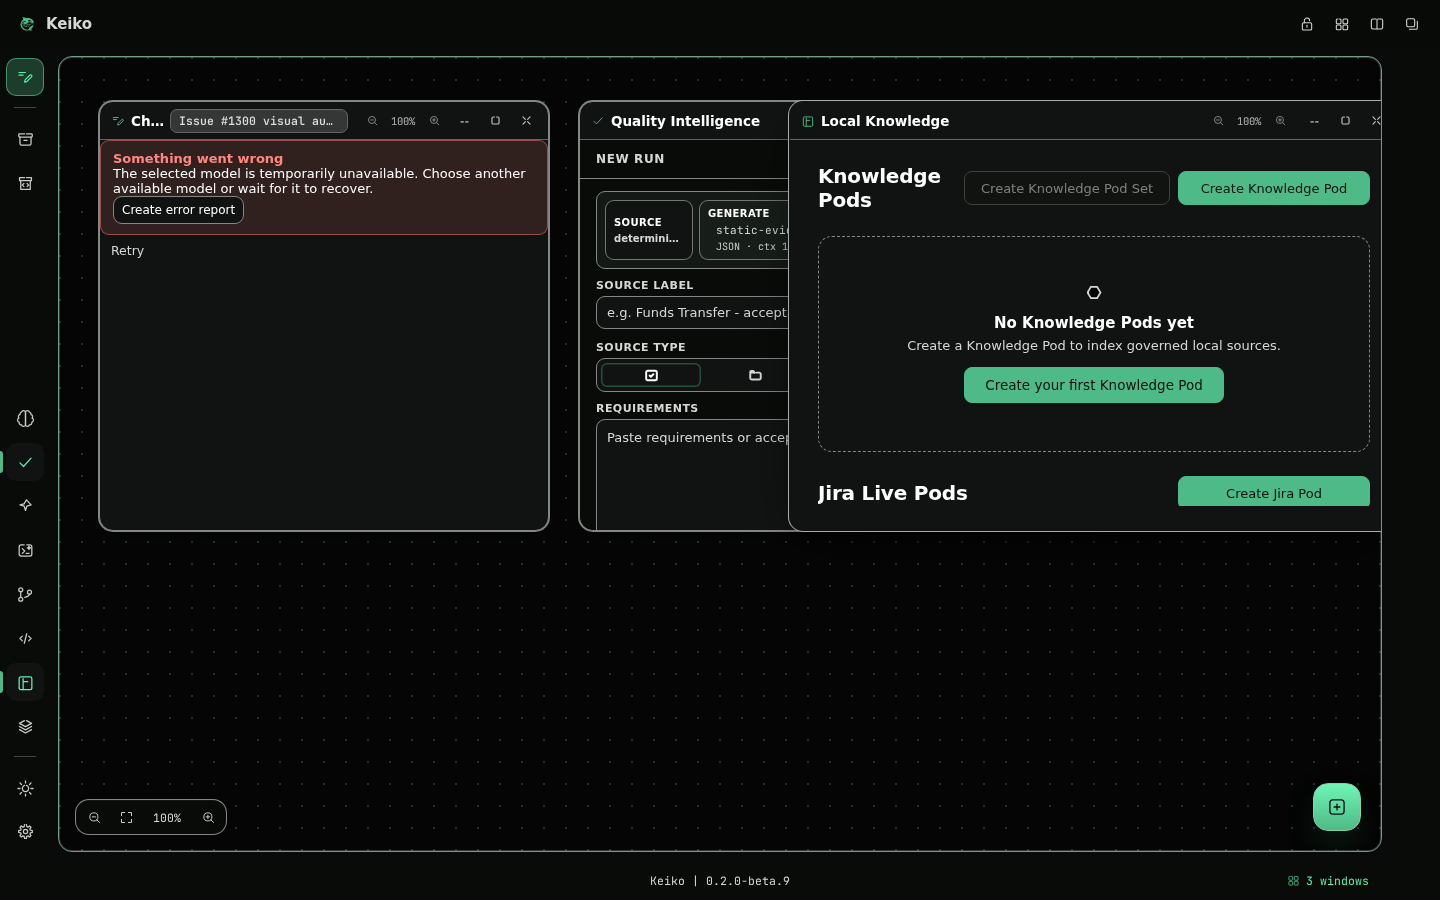 Keiko
Ch...
Issue #1300 visual au…
100%
--
Something went wrong
The selected model is temporarily unavailable. Choose another
available model or wait for it to recover.
Create error report
Retry
Quality Intelligence
NEW RUN
SOURCE
determini...
GENERATE
static-evi
JSON · ctx 1
SOURCE LABEL
e.g. Funds Transfer - accept
SOURCE TYPE
REQUIREMENTS
Paste requirements or accep
Local Knowledge
100%
--
Knowledge
Pods
Create Knowledge Pod Set
Create Knowledge Pod
No Knowledge Pods yet
Create a Knowledge Pod to index governed local sources.
Create your first Knowledge Pod
Jira Live Pods
Create Jira Pod
100%
Keiko | 0.2.0-beta.9
3 windows